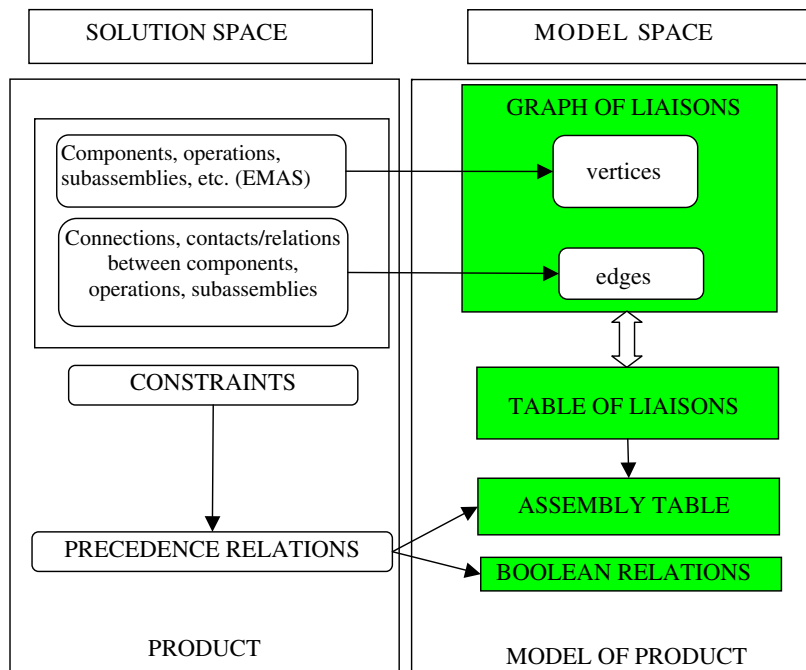 SOLUTION SPACE
MODEL SPACE
GRAPH OF LIAISONS
Components, operations,
subassemblies, etc. (EMAS)
vertices
Connections, contacts/relations
between components,
operations, subassemblies
edges
CONSTRAINTS
TABLE OF LIAISONS
ASSEMBLY TABLE
PRECEDENCE RELATIONS
BOOLEAN RELATIONS
PRODUCT
MODEL OF PRODUCT